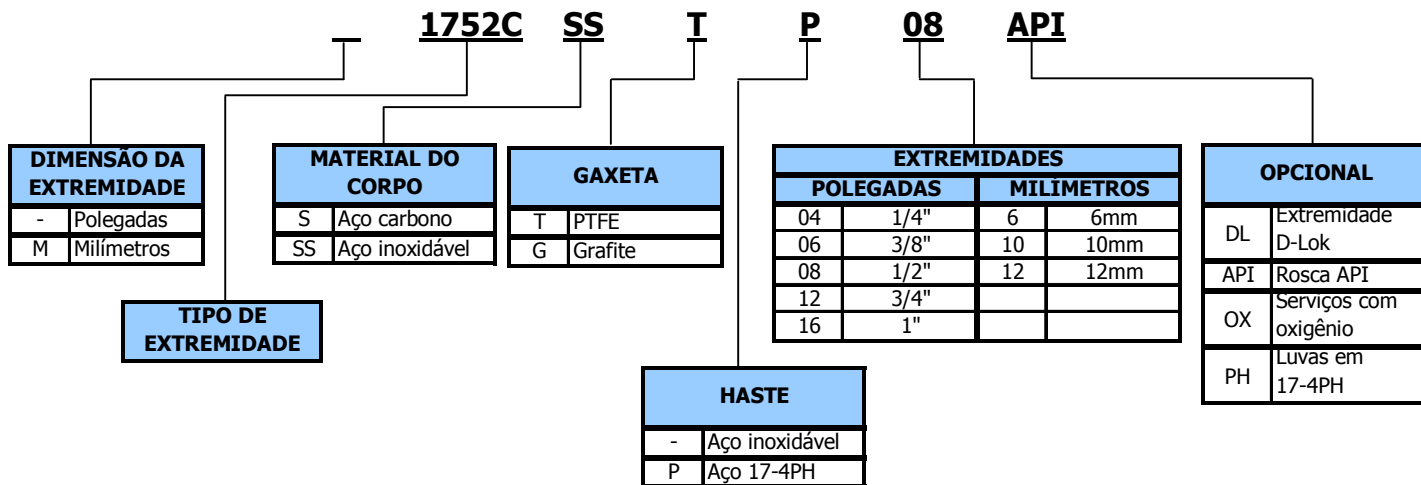 _ 1752C SS T P 08 API
DIMENSÃO DA
EXTREMIDADE
- Polegadas
M Milímetros
TIPO DE
EXTREMIDADE
MATERIAL DO
CORPO
S Aço carbono
SS Aço inoxidável
GAXETA
T PTFE
G Grafite
HASTE
- Aço inoxidável
P Aço 17-4PH
EXTREMIDADES
POLEGADAS MILÍMETROS
04 1/4" 6 6mm
06 3/8" 10 10mm
08 1/2" 12 12mm
12 3/4"
16 1"
OPCIONAL
DL Extremidade
D-Lok
API Rosca API
OX Serviços com
oxigênio
PH Luvas em
17-4PH